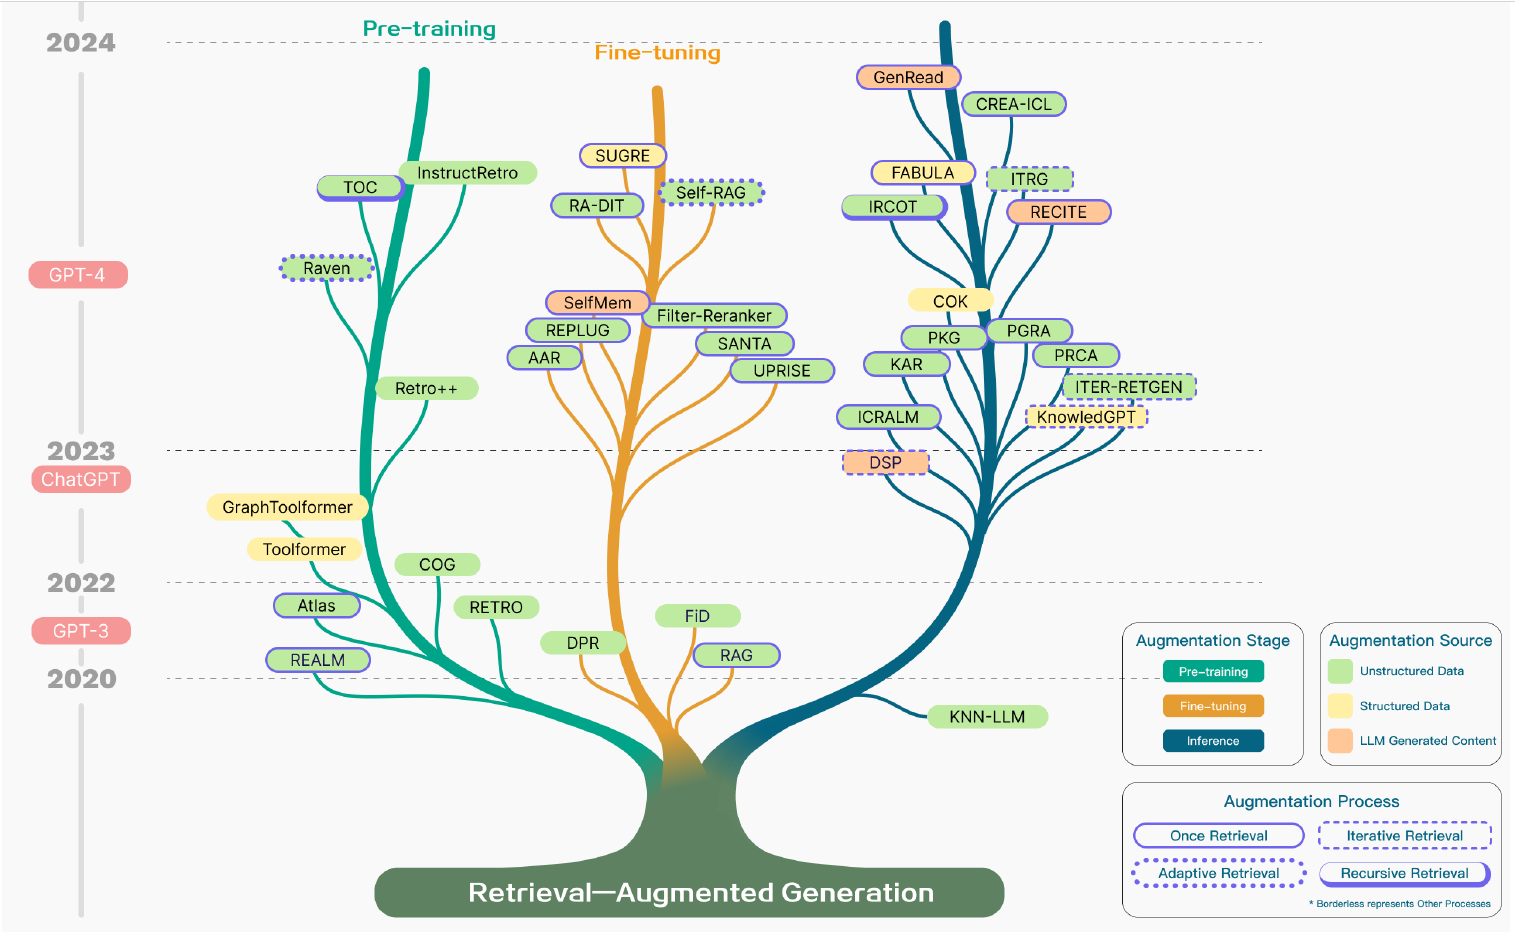 Pre-training
2024
Fine-tuning
GenRead
CREA-ICL
SUGRE
FABULA
InstructRetro
TOC
ITRG
Self-RAG
RA-DIT
IRCOT
RECITE
Raven
GPT-4
COK
SelfMem
Filter-Reranker
REPLUG
PGRA
PKG
SANTA
AAR
PRCA
KAR
UPRISE
Retro++
ITER-RETGEN
ICRALM
KnowledGPT
2023
DSP
ChatGPT
GraphToolformer
Toolformer
COG
2022
Atlas
RETRO
FiD
GPT-3
DPR
RAG
REALM
2020
KNN-LLM
Retrieval—Augmented Generation
Augmentation Stage
Pre-training
Fine-tuning
Inference
Augmentation Source
Unstructured Data
Structured Data
LLM Generated Content
Augmentation Process
Once Retrieval
Iterative Retrieval
Adaptive Retrieval
Recursive Retrieval
* Borderless represents Other Processes